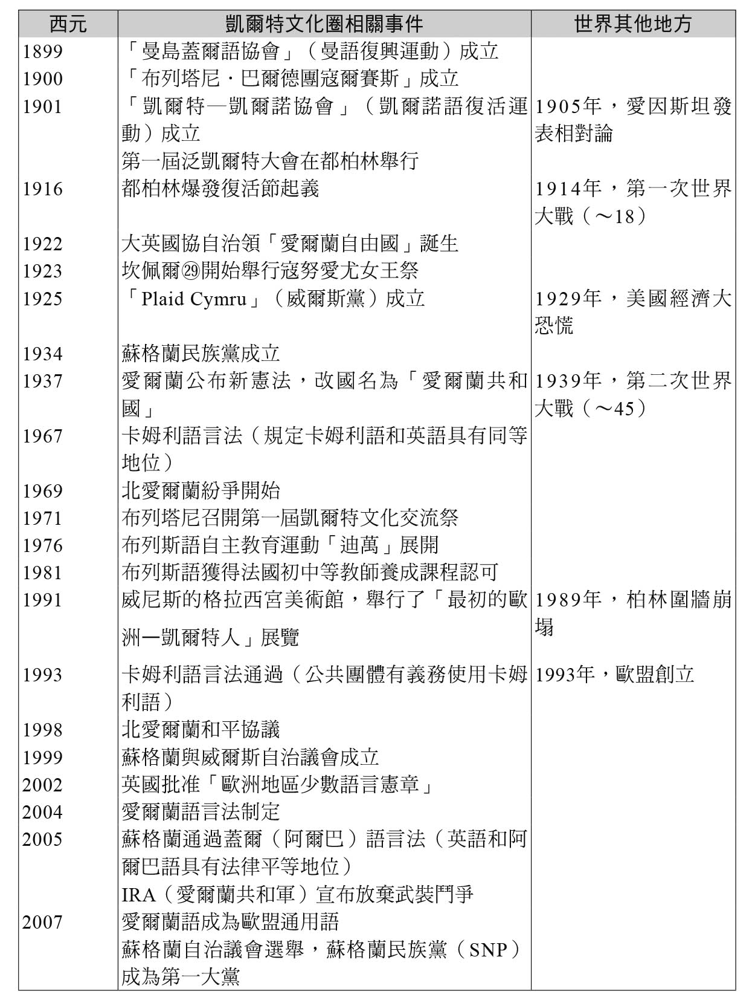 西元 凱爾特文化圈相關事件 世界其他地方
1899 「曼島蓋爾語協會」（曼語復興運動）成立
1900 「布列塔尼・巴爾德團寇爾賽斯」成立
1901 「凱爾特—凱爾諾協會」（凱爾諾語復活運 1905年，愛因斯坦發
動）成立 表相對論
第一屆泛凱爾特大會在都柏林舉行
1916 都柏林爆發復活節起義 1914年，第一次世界
大戰（～18）
1922 大英國協自治領「愛爾蘭自由國」誕生
1923 坎佩爾㉙開始舉行寇努愛尤女王祭
1925 「Plaid Cymru」（威爾斯黨）成立 1929年，美國經濟大
恐慌
1934 蘇格蘭民族黨成立
1937 愛爾蘭公布新憲法，改國名為「愛爾蘭共和 1939年，第二次世界
國」 大戰（～45）
1967 卡姆利語言法（規定卡姆利語和英語具有同等
地位）
1969 北愛爾蘭紛爭開始
1971 布列塔尼召開第一屆凱爾特文化交流祭
1976 布列斯語自主教育運動「迪萬」展開
1981 布列斯語獲得法國初中等教師養成課程認可
1991 威尼斯的格拉西宮美術館，舉行了「最初的歐 1989年，柏林圍牆崩
洲—凱爾特人」展覽 塌
1993 卡姆利語言法通過（公共團體有義務使用卡姆 1993年，歐盟創立
利語）
1998 北愛爾蘭和平協議
1999 蘇格蘭與威爾斯自治議會成立
2002 英國批准「歐洲地區少數語言憲章」
2004 愛爾蘭語言法制定
2005 蘇格蘭通過蓋爾（阿爾巴）語言法（英語和阿
爾巴語具有法律平等地位）
IRA（愛爾蘭共和軍）宣布放棄武裝鬥爭
2007 愛爾蘭語成為歐盟通用語
蘇格蘭自治議會選舉，蘇格蘭民族黨（SNP）
成為第一大黨